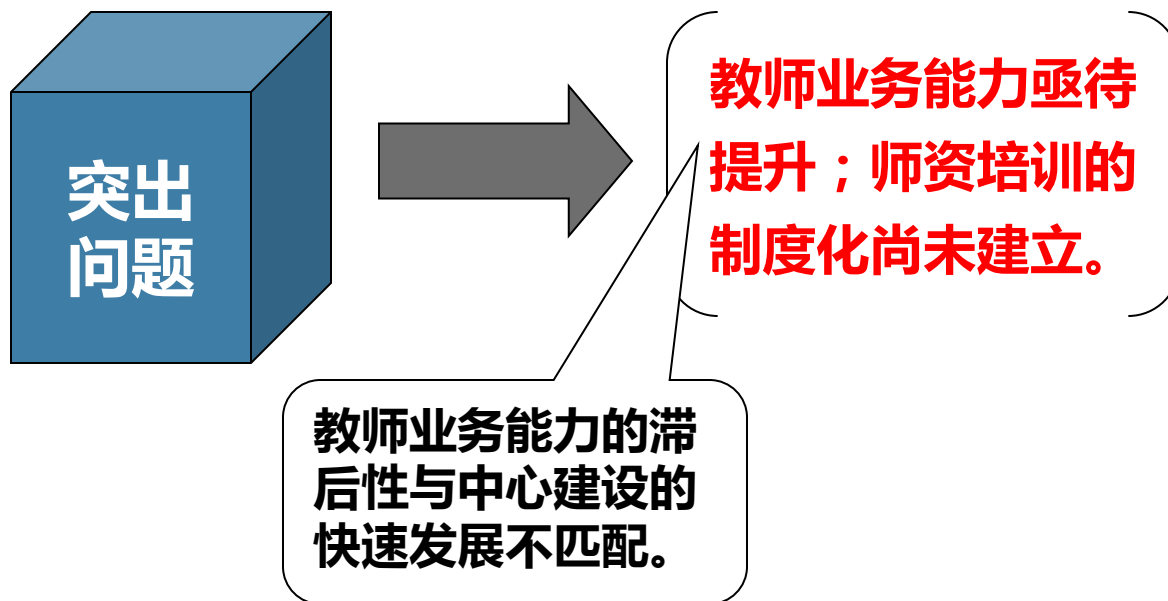 突出
问题
教师业务能力亟待
提升；师资培训的
制度化尚未建立。
教师业务能力的滞
后性与中心建设的
快速发展不匹配。